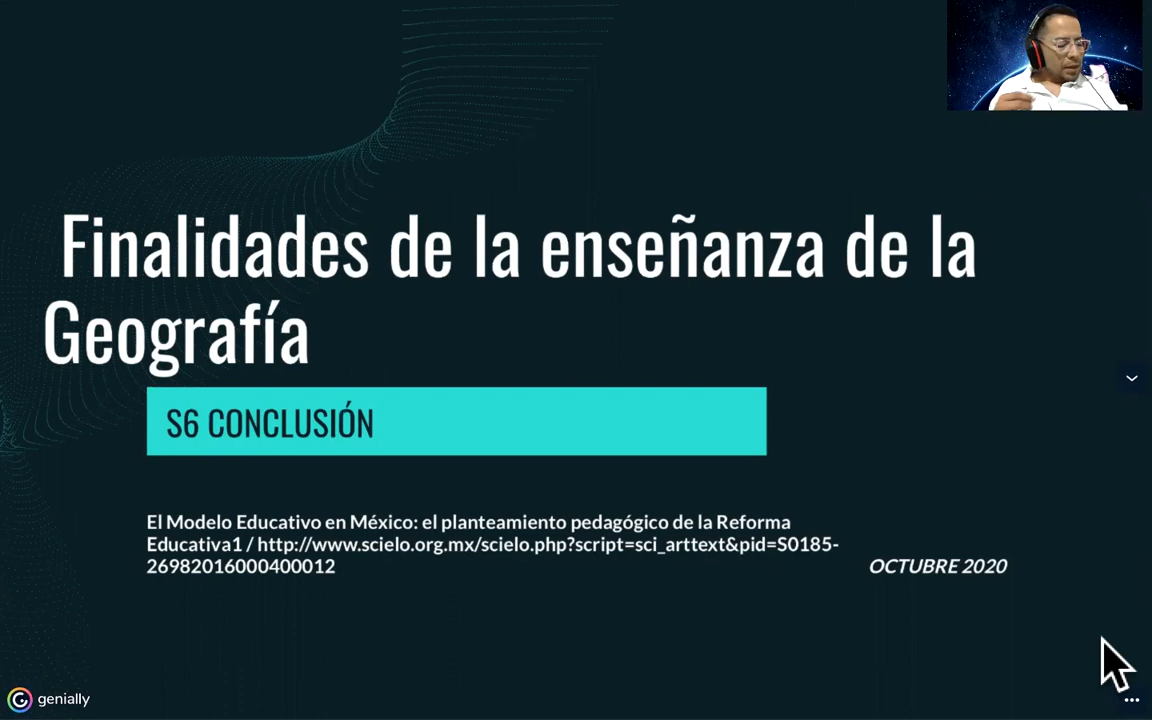 Finalidades de la enseñanza de la
Geografía
S6 CONCLUSIÓN
El Modelo Educativo en México: el planteamiento pedagógico de la Reforma
Educativa1 / http://www.scielo.org.mx/scielo.php?script=sci_arttext&pid=S0185-
26982016000400012
OCTUBRE 2020
genially